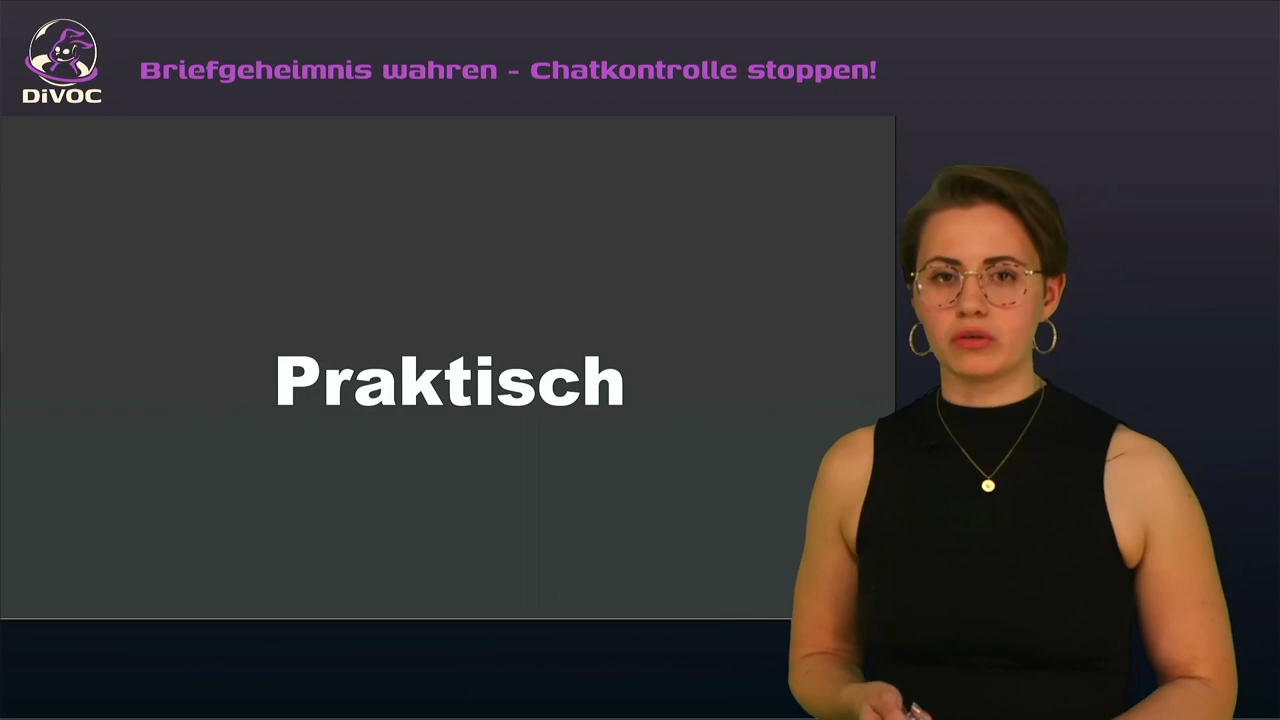 DiVOC
Briefgeheimnis wahren - Chatkontrolle stoppen!
Praktisch